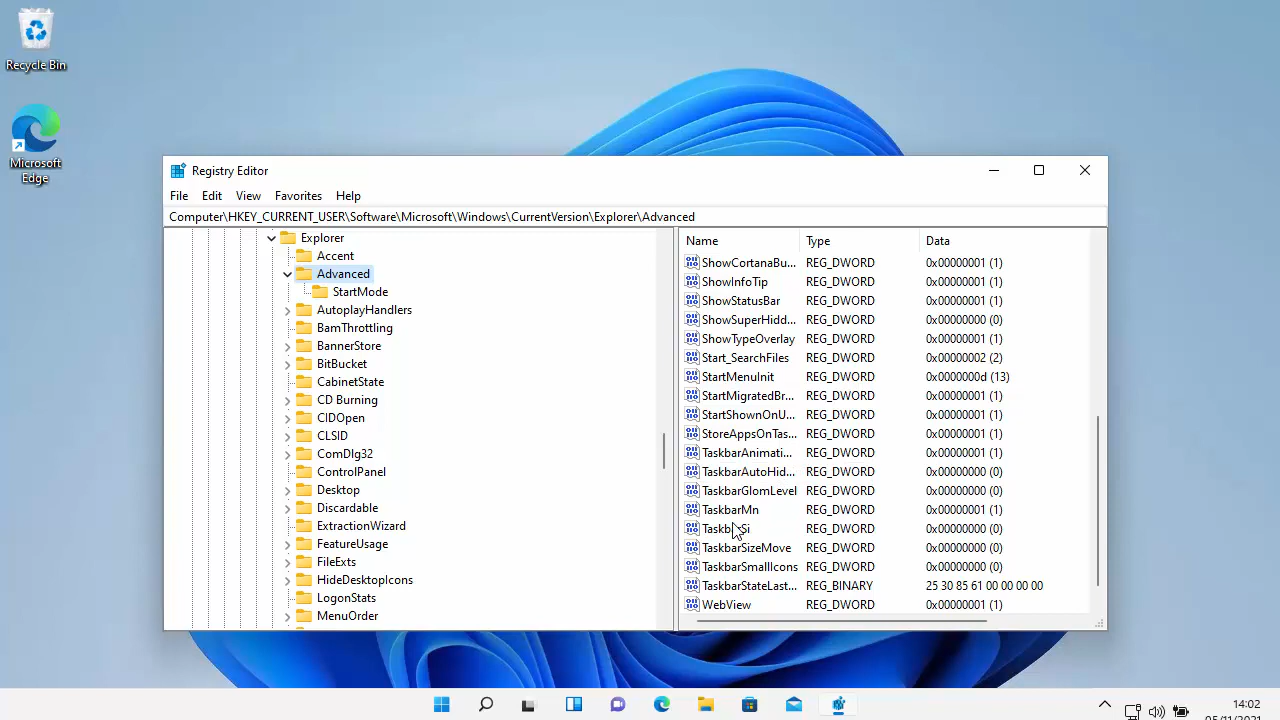 Recycle Bin
Microsoft
Edge
Registry Editor
File Edit View Favorites Help
Computer\HKEY_CURRENT_USER\Software\Microsoft\Windows\CurrentVersion\Explorer\Advanced
Explorer
Accent
Advanced
StartMode
AutoplayHandlers
BamThrottling
BannerStore
BitBucket
CabinetState
CD Burning
CIDOpen
CLSID
ComDlg32
ControlPanel
Desktop
Discardable
ExtractionWizard
FeatureUsage
FileExts
HideDesktopIcons
LogonStats
MenuOrder
Name Type Data
ShowCortanaBu... REG_DWORD 0x00000001 (1)
ShowInfoTip REG_DWORD 0x00000001 (1)
ShowStatusBar REG_DWORD 0x00000001 (1)
ShowSuperHidd... REG_DWORD 0x00000000 (0)
ShowTypeOverlay REG_DWORD 0x00000001 (1)
Start_SearchFiles REG_DWORD 0x00000002 (2)
StartMenuInit REG_DWORD 0x0000000d (13)
StartMigratedBr... REG_DWORD 0x00000001 (1)
StartShownOnU... REG_DWORD 0x00000001 (1)
StoreAppsOnTas... REG_DWORD 0x00000001 (1)
TaskbarAnimati... REG_DWORD 0x00000001 (1)
TaskbarAutoHid... REG_DWORD 0x00000000 (0)
TaskbarGlomLevel REG_DWORD 0x00000000 (0)
TaskbarMn REG_DWORD 0x00000001 (1)
TaskbarSi REG_DWORD 0x00000000 (0)
TaskbarSizeMove REG_DWORD 0x00000000 (0)
TaskbarSmallIcons REG_DWORD 0x00000000 (0)
TaskbarStateLast... REG_BINARY 25 30 85 61 00 00 00 00
WebView REG_DWORD 0x00000001 (1)
14:02
05/11/2021